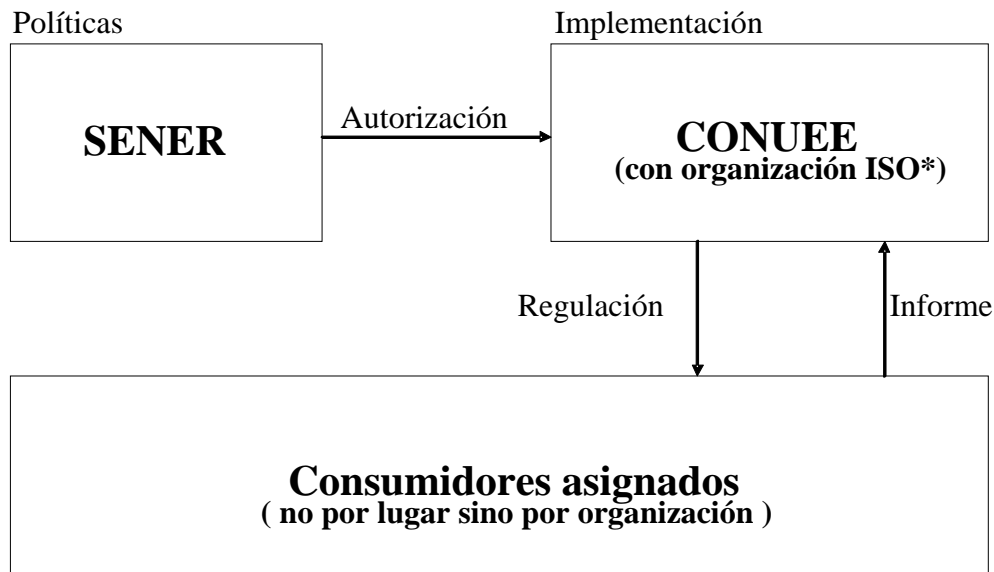 Políticas
Implementación
SENER
Autorización
CONUEE
(con organización ISO*)
Regulación
Informe
Consumidores asignados
( no por lugar sino por organización )